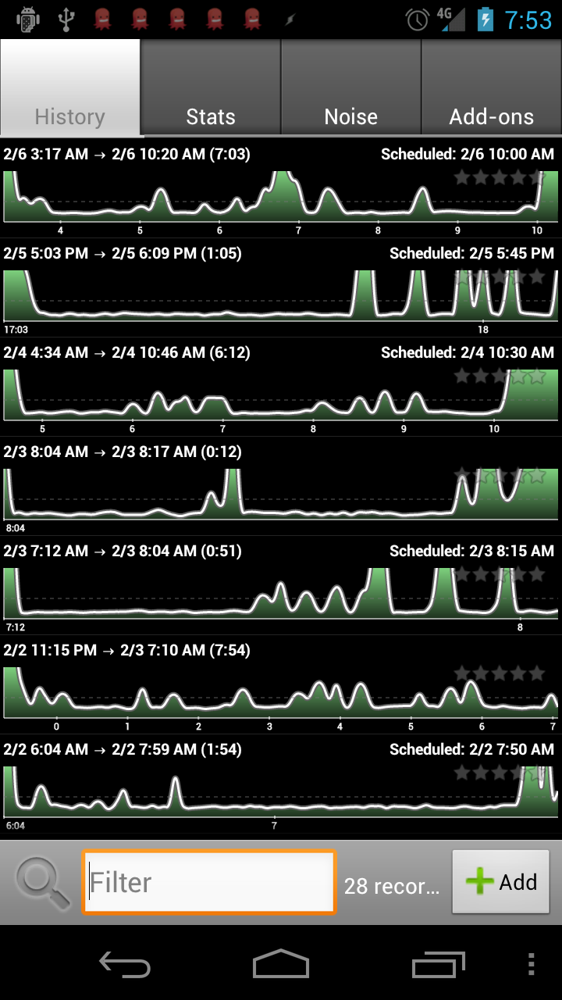 4G 7:53
History Stats Noise Add-ons
2/6 3:17 AM → 2/6 10:20 AM (7:03) Scheduled: 2/6 10:00 AM
4 5 6 7 8 9 10
2/5 5:03 PM → 2/5 6:09 PM (1:05) Scheduled: 2/5 5:45 PM
17:03 18
2/4 4:34 AM → 2/4 10:46 AM (6:12) Scheduled: 2/4 10:30 AM
5 6 7 8 9 10
2/3 8:04 AM → 2/3 8:17 AM (0:12)
8:04
2/3 7:12 AM → 2/3 8:04 AM (0:51) Scheduled: 2/3 8:15 AM
7:12 8
2/2 11:15 PM → 2/3 7:10 AM (7:54)
0 1 2 3 4 5 6 7
2/2 6:04 AM → 2/2 7:59 AM (1:54) Scheduled: 2/2 7:50 AM
6:04 7
Filter 28 recor... Add